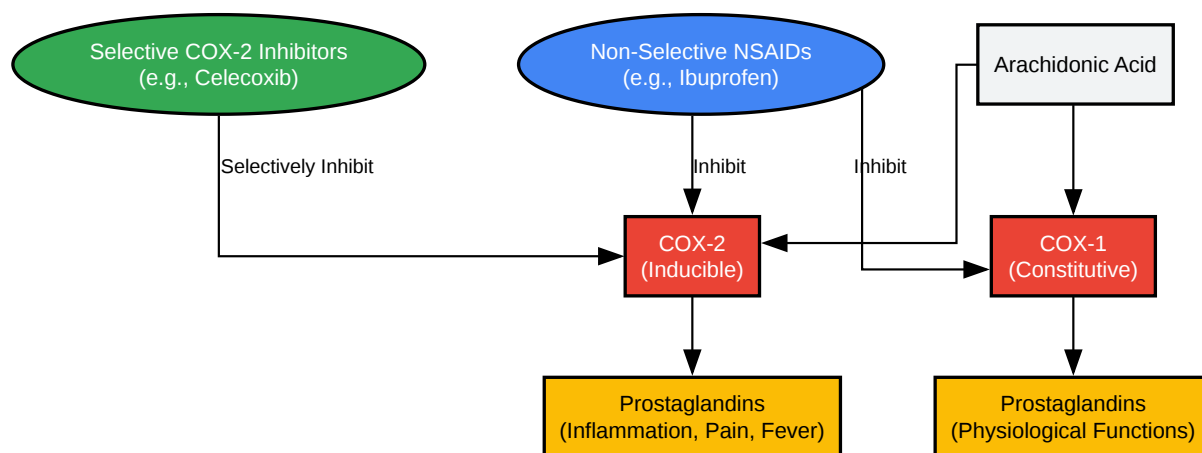 Selective COX-2 Inhibitors
(e.g., Celecoxib)
Non-Selective NSAIDs
(e.g., Ibuprofen)
Arachidonic Acid
Selectively Inhibit
Inhibit
Inhibit
COX-2
(Inducible)
COX-1
(Constitutive)
Prostaglandins
(Inflammation, Pain, Fever)
Prostaglandins
(Physiological Functions)